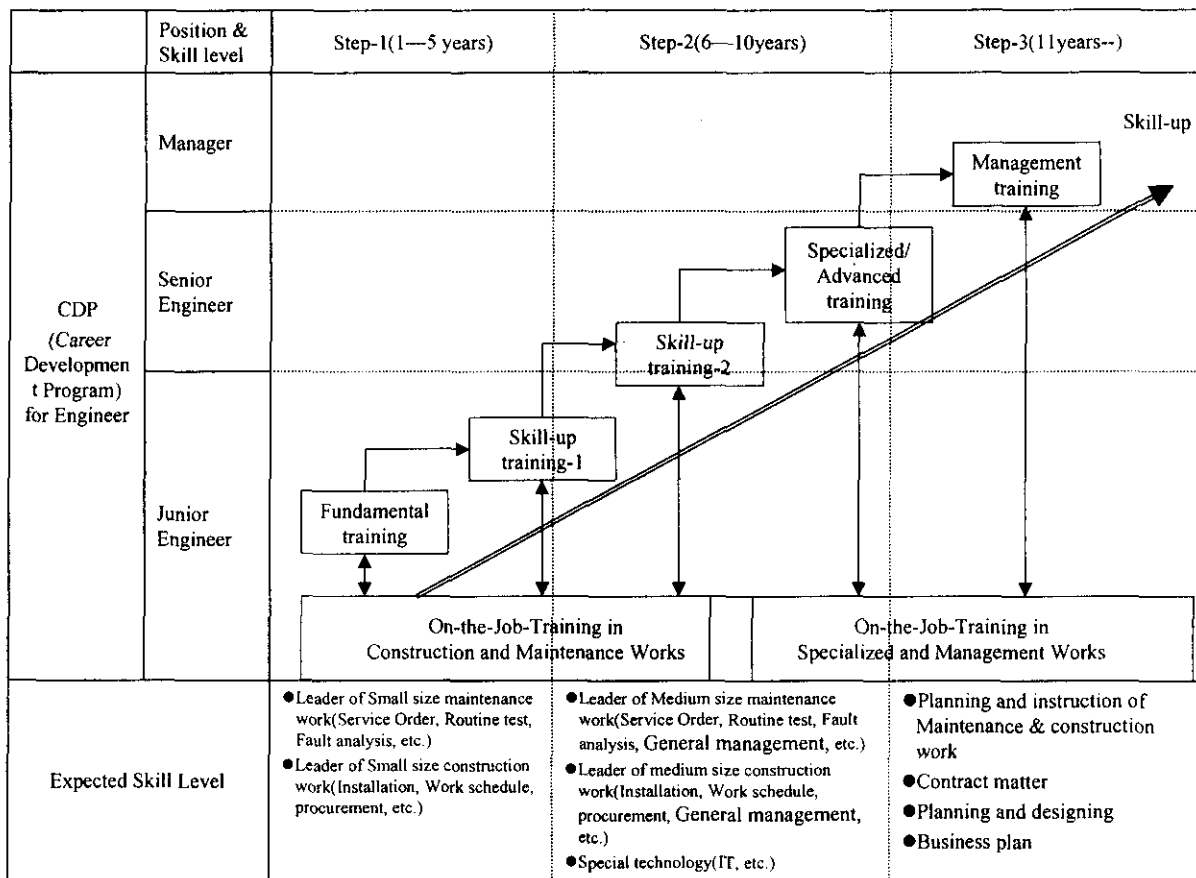 Position &
Skill level
Step-1(1—5 years)
Step-2(6—10years)
Step-3(11years--)
CDP
(Career
Developmen
t Program)
for Engineer
Manager
Skill-up
Management
training
Senior
Engineer
Specialized/
Advanced
training
Skill-up
training-2
Junior
Engineer
Skill-up
training-1
Fundamental
training
On-the-Job-Training in
Construction and Maintenance Works
On-the-Job-Training in
Specialized and Management Works
Expected Skill Level
●Leader of Small size maintenance
work(Service Order, Routine test,
Fault analysis, etc.)
●Leader of Small size construction
work(Installation, Work schedule,
procurement, etc.)
●Leader of Medium size maintenance
work(Service Order, Routine test, Fault
analysis, General management, etc.)
●Leader of medium size construction
work(Installation, Work schedule,
procurement, General management,
etc.)
●Special technology(IT, etc.)
●Planning and instruction of
Maintenance & construction
work
●Contract matter
●Planning and designing
●Business plan